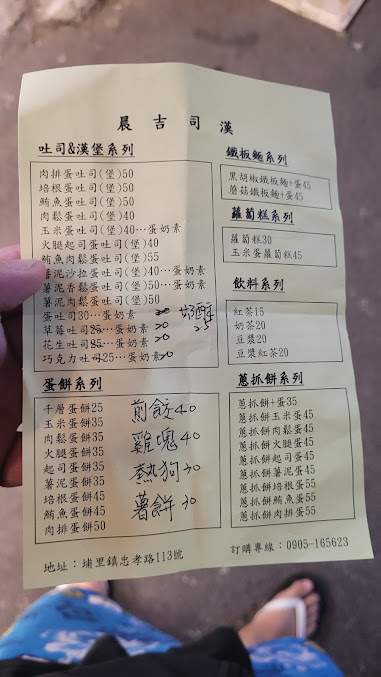 晨吉司漢
吐司&漢堡系列
肉排蛋吐司(堡)50
培根蛋吐司(堡)50
鮪魚蛋吐司(堡)50
肉鬆蛋吐司(堡)40
玉米蛋吐司(堡)40…蛋奶素
火腿起司蛋吐司(堡)40
鮪魚肉鬆蛋吐司(堡)55
薯泥沙拉蛋吐司(堡)40…蛋奶素
薯泥香鬆蛋吐司(堡)50…蛋奶素
薯泥肉鬆蛋吐司(堡)50
蛋吐司30…蛋奶素
草莓吐司25…蛋奶素 20
花生吐司25…蛋奶素 20
巧克力吐司25…蛋奶素 20
奶酥
25
蛋餅系列
千層蛋餅25
玉米蛋餅35
肉鬆蛋餅35
火腿蛋餅35
起司蛋餅35
薯泥蛋餅35
培根蛋餅45
鮪魚蛋餅45
肉排蛋餅50
煎餃40
雞塊40
熱狗30
薯餅30
鐵板麵系列
黑胡椒鐵板麵+蛋45
蘑菇鐵板麵+蛋45
蘿蔔糕系列
蘿蔔糕30
玉米蛋蘿蔔糕45
飲料系列
紅茶15
奶茶20
豆漿20
豆漿紅茶20
蔥抓餅系列
蔥抓餅+蛋35
蔥抓餅玉米蛋45
蔥抓餅肉鬆蛋45
蔥抓餅火腿蛋45
蔥抓餅起司蛋45
蔥抓餅薯泥蛋45
蔥抓餅培根蛋55
蔥抓餅鮪魚蛋55
蔥抓餅肉排蛋55
地址:埔里鎮忠孝路113號
訂購專線:0905-165623